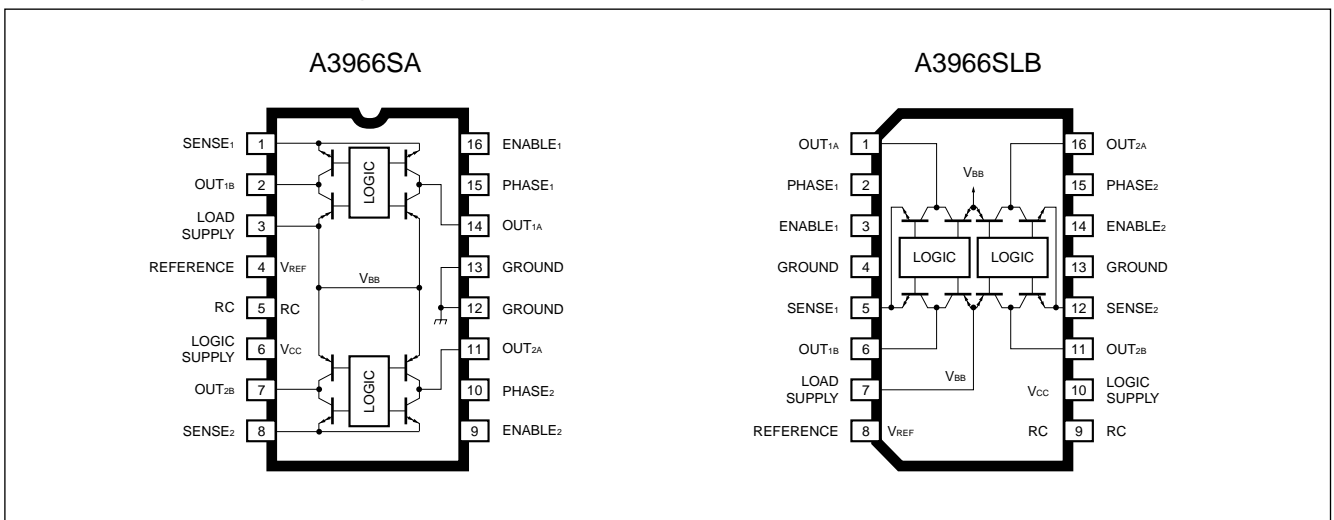 A3966SA
SENSE1
1
OUT1B
2
LOAD
SUPPLY
3
REFERENCE
4
VREF
RC
5
RC
LOGIC
SUPPLY
6
VCC
OUT2B
7
SENSE2
8
LOGIC
VBB
LOGIC
16
ENABLE1
15
PHASE1
14
OUT1A
13
GROUND
12
GROUND
11
OUT2A
10
PHASE2
9
ENABLE2
A3966SLB
OUT1A
1
PHASE1
2
ENABLE1
3
GROUND
4
SENSE1
5
OUT1B
6
LOAD
SUPPLY
7
REFERENCE
8
VREF
VBB
LOGIC
LOGIC
VBB
VCC
RC
16
OUT2A
15
PHASE2
14
ENABLE2
13
GROUND
12
SENSE2
11
OUT2B
10
LOGIC
SUPPLY
9
RC